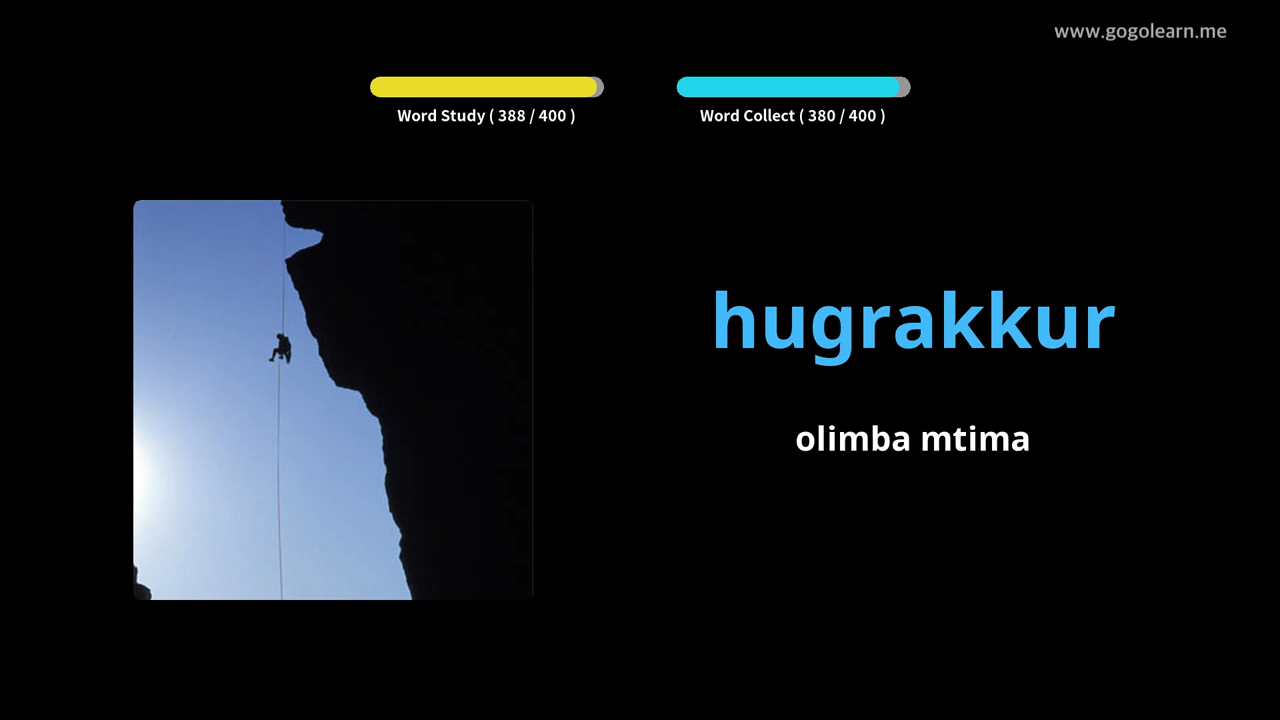 www.gogolearn.me
Word Study ( 388 / 400 )
Word Collect ( 380 / 400 )
hugrakkur
olimba mtima